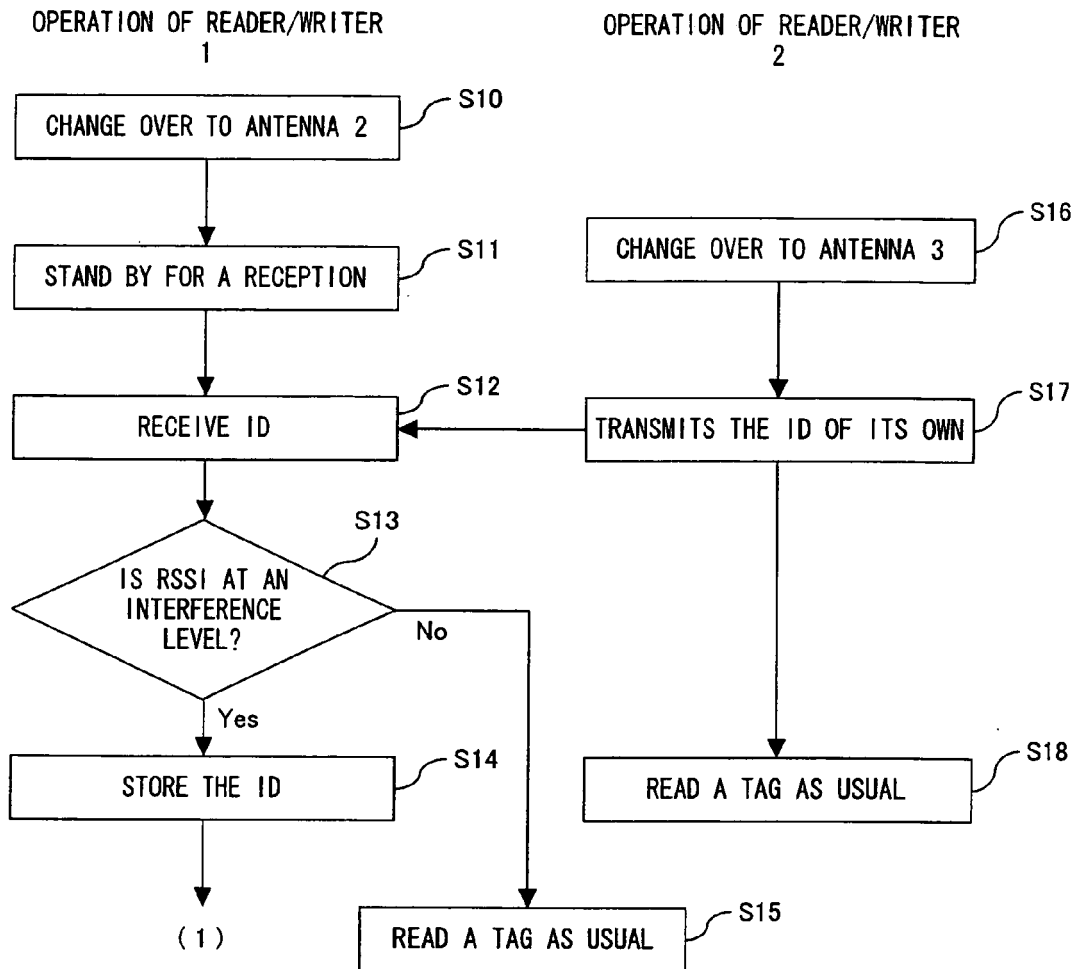 OPERATION OF READER/WRITER
1
OPERATION OF READER/WRITER
2
S10
CHANGE OVER TO ANTENNA 2
S16
CHANGE OVER TO ANTENNA 3
S11
STAND BY FOR A RECEPTION
S12
RECEIVE ID
S17
TRANSMITS THE ID OF ITS OWN
S13
IS RSSI AT AN
INTERFERENCE
LEVEL?
No
Yes
S14
STORE THE ID
S18
READ A TAG AS USUAL
(1)
S15
READ A TAG AS USUAL